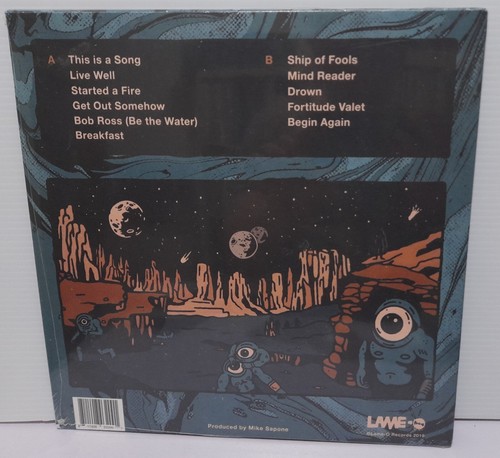 A This is a Song
Live Well
Started a Fire
Get Out Somehow
Bob Ross (Be the Water)
Breakfast
B Ship of Fools
Mind Reader
Drown
Fortitude Valet
Begin Again
Produced by Mike Sapone
LAME-O
Records